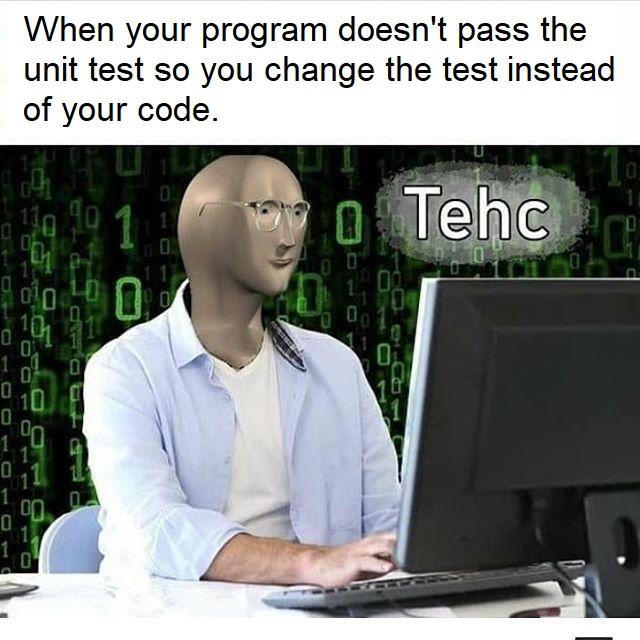 When your program doesn't pass the
unit test so you change the test instead
of your code.
Tehc